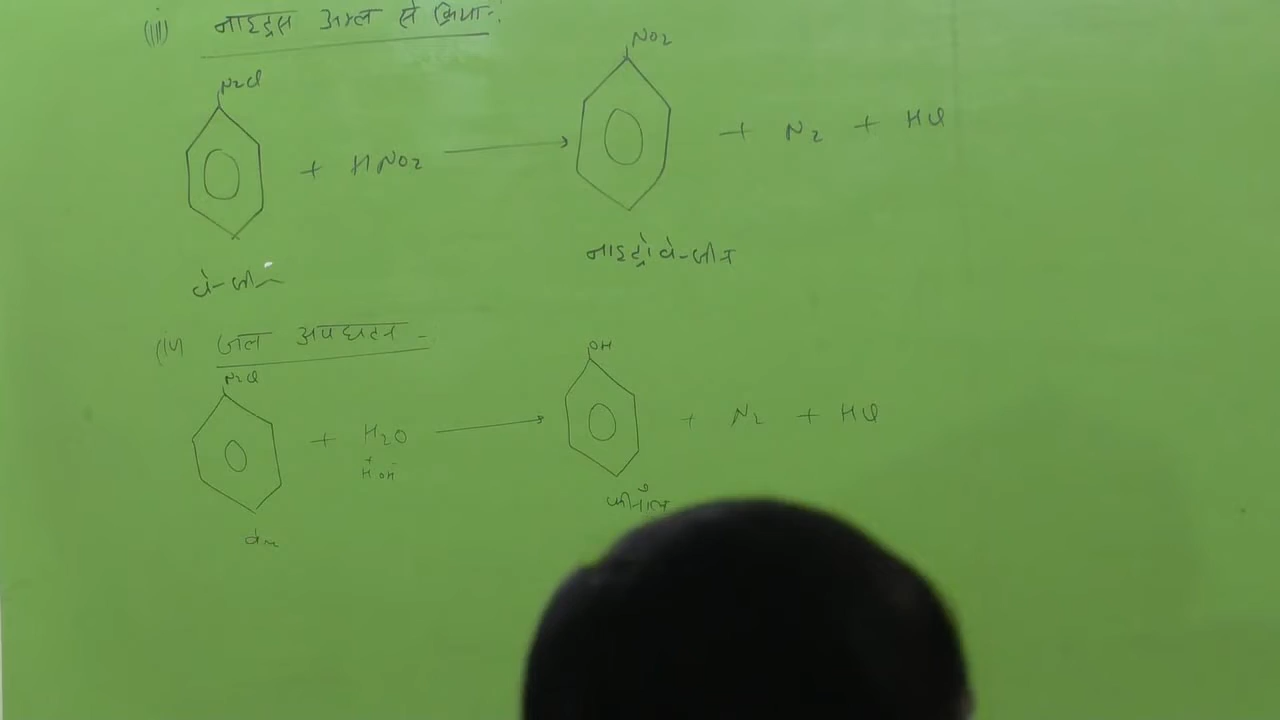 (iii) नाइट्रस अम्ल से क्रिया-:
N2Cl NO2
+ HNO2 + N2 + HCl
नाइट्रोबेन्जीन
बेन्जीन
(iv) जल अपघटन -
N2Cl OH
+ H2O + N2 + HCl
H+ OH-
फीनॉल